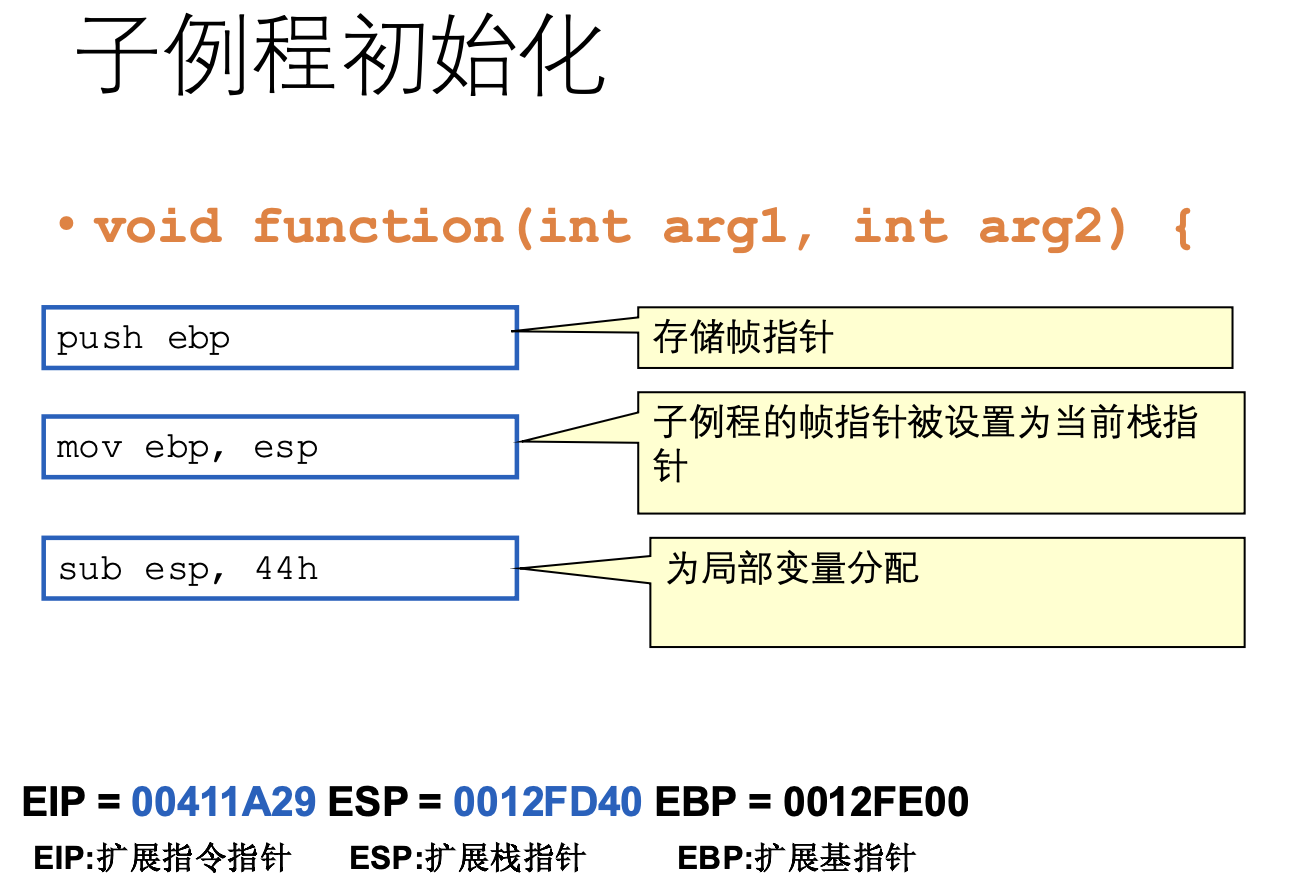 子例程初始化
• void function(int arg1, int arg2) {
push ebp
存储帧指针
mov ebp, esp
子例程的帧指针被设置为当前栈指
针
sub esp, 44h
为局部变量分配
EIP = 00411A29 ESP = 0012FD40 EBP = 0012FE00
EIP:扩展指令指针 ESP:扩展栈指针 EBP:扩展基指针